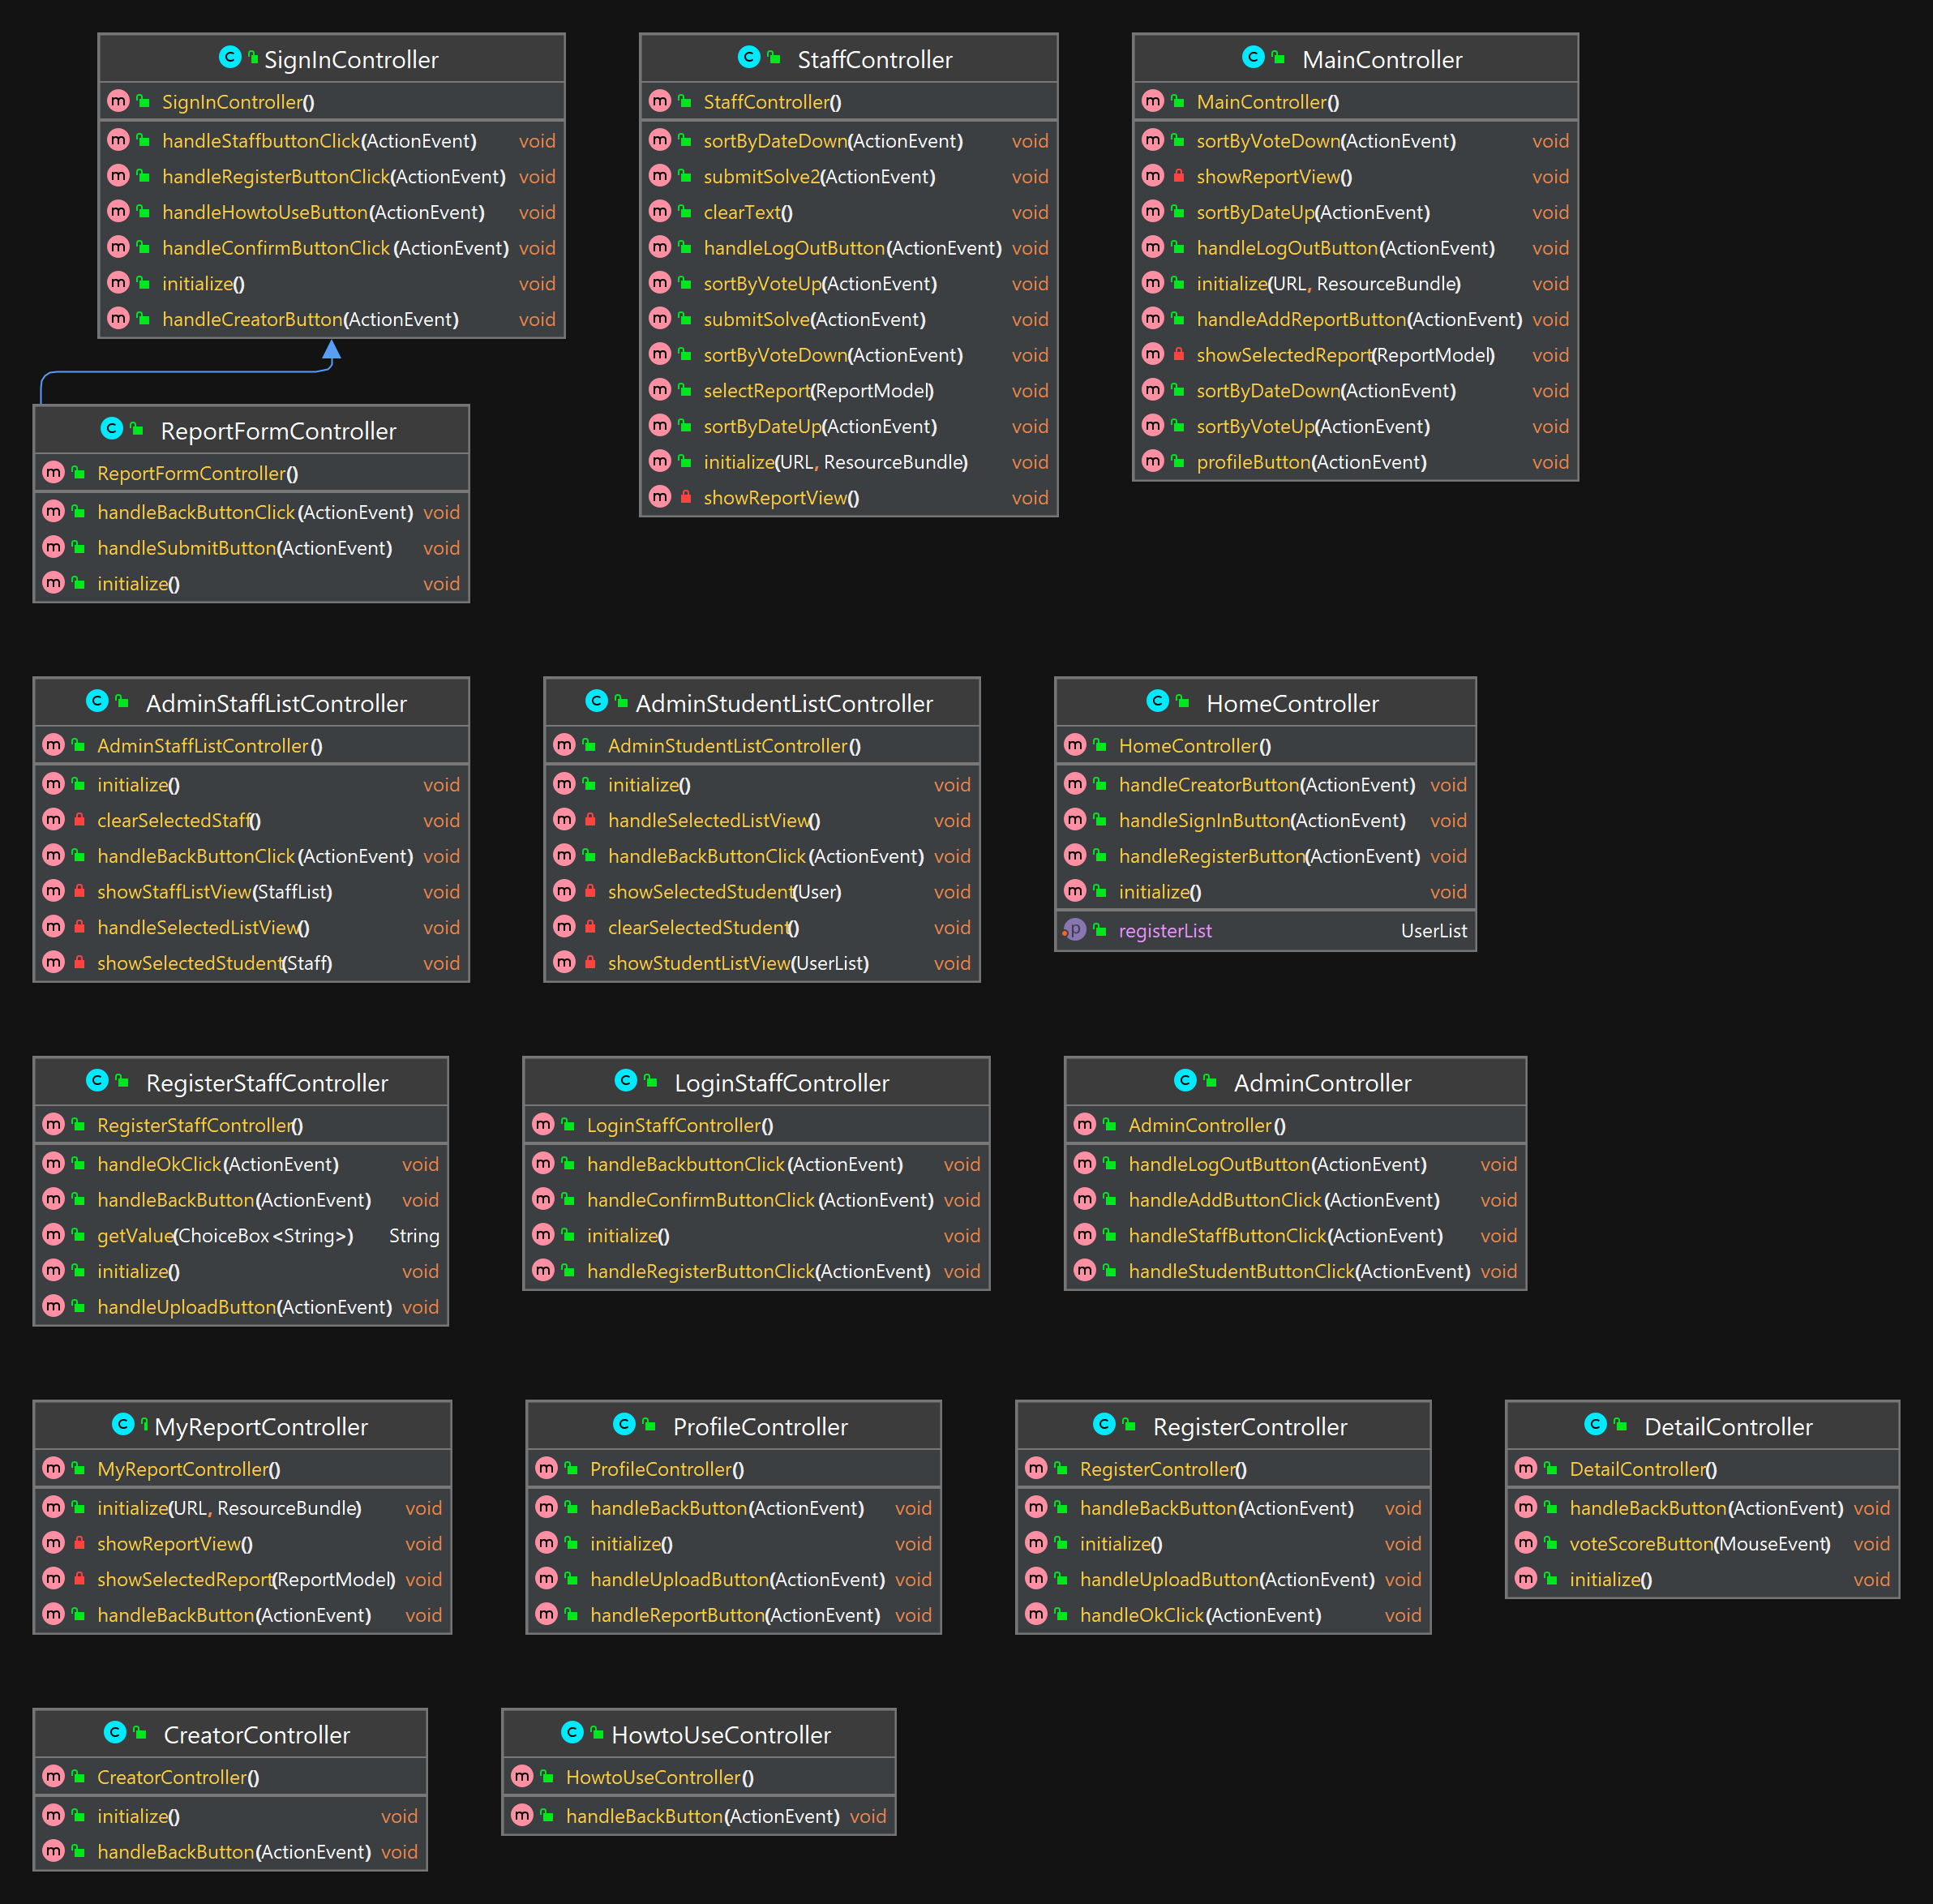 SignInController
SignInController()
handleStaffbuttonClick(ActionEvent) void
handleRegisterButtonClick(ActionEvent) void
handleHowtoUseButton(ActionEvent) void
handleConfirmButtonClick(ActionEvent) void
initialize() void
handleCreatorButton(ActionEvent) void
StaffController
StaffController()
sortByDateDown(ActionEvent) void
submitSolve2(ActionEvent) void
clearText() void
handleLogOutButton(ActionEvent) void
sortByVoteUp(ActionEvent) void
submitSolve(ActionEvent) void
sortByVoteDown(ActionEvent) void
selectReport(ReportModel) void
sortByDateUp(ActionEvent) void
initialize(URL, ResourceBundle) void
showReportView() void
MainController
MainController()
sortByVoteDown(ActionEvent) void
showReportView() void
sortByDateUp(ActionEvent) void
handleLogOutButton(ActionEvent) void
initialize(URL, ResourceBundle) void
handleAddReportButton(ActionEvent) void
showSelectedReport(ReportModel) void
sortByDateDown(ActionEvent) void
sortByVoteUp(ActionEvent) void
profileButton(ActionEvent) void
ReportFormController
ReportFormController()
handleBackButtonClick(ActionEvent) void
handleSubmitButton(ActionEvent) void
initialize() void
AdminStaffListController
AdminStaffListController()
initialize() void
clearSelectedStaff() void
handleBackButtonClick(ActionEvent) void
showStaffListView(StaffList) void
handleSelectedListView() void
showSelectedStudent(Staff) void
AdminStudentListController
AdminStudentListController()
initialize() void
handleSelectedListView() void
handleBackButtonClick(ActionEvent) void
showSelectedStudent(User) void
clearSelectedStudent() void
showStudentListView(UserList) void
HomeController
HomeController()
handleCreatorButton(ActionEvent) void
handleSignInButton(ActionEvent) void
handleRegisterButton(ActionEvent) void
initialize() void
registerList UserList
RegisterStaffController
RegisterStaffController()
handleOkClick(ActionEvent) void
handleBackButton(ActionEvent) void
getValue(ChoiceBox<String>) String
initialize() void
handleUploadButton(ActionEvent) void
LoginStaffController
LoginStaffController()
handleBackbuttonClick(ActionEvent) void
handleConfirmButtonClick(ActionEvent) void
initialize() void
handleRegisterButtonClick(ActionEvent) void
AdminController
AdminController()
handleLogOutButton(ActionEvent) void
handleAddButtonClick(ActionEvent) void
handleStaffButtonClick(ActionEvent) void
handleStudentButtonClick(ActionEvent) void
MyReportController
MyReportController()
initialize(URL, ResourceBundle) void
showReportView() void
showSelectedReport(ReportModel) void
handleBackButton(ActionEvent) void
ProfileController
ProfileController()
handleBackButton(ActionEvent) void
initialize() void
handleUploadButton(ActionEvent) void
handleReportButton(ActionEvent) void
RegisterController
RegisterController()
handleBackButton(ActionEvent) void
initialize() void
handleUploadButton(ActionEvent) void
handleOkClick(ActionEvent) void
DetailController
DetailController()
handleBackButton(ActionEvent) void
voteScoreButton(MouseEvent) void
initialize() void
CreatorController
CreatorController()
initialize() void
handleBackButton(ActionEvent) void
HowtoUseController
HowtoUseController()
handleBackButton(ActionEvent) void